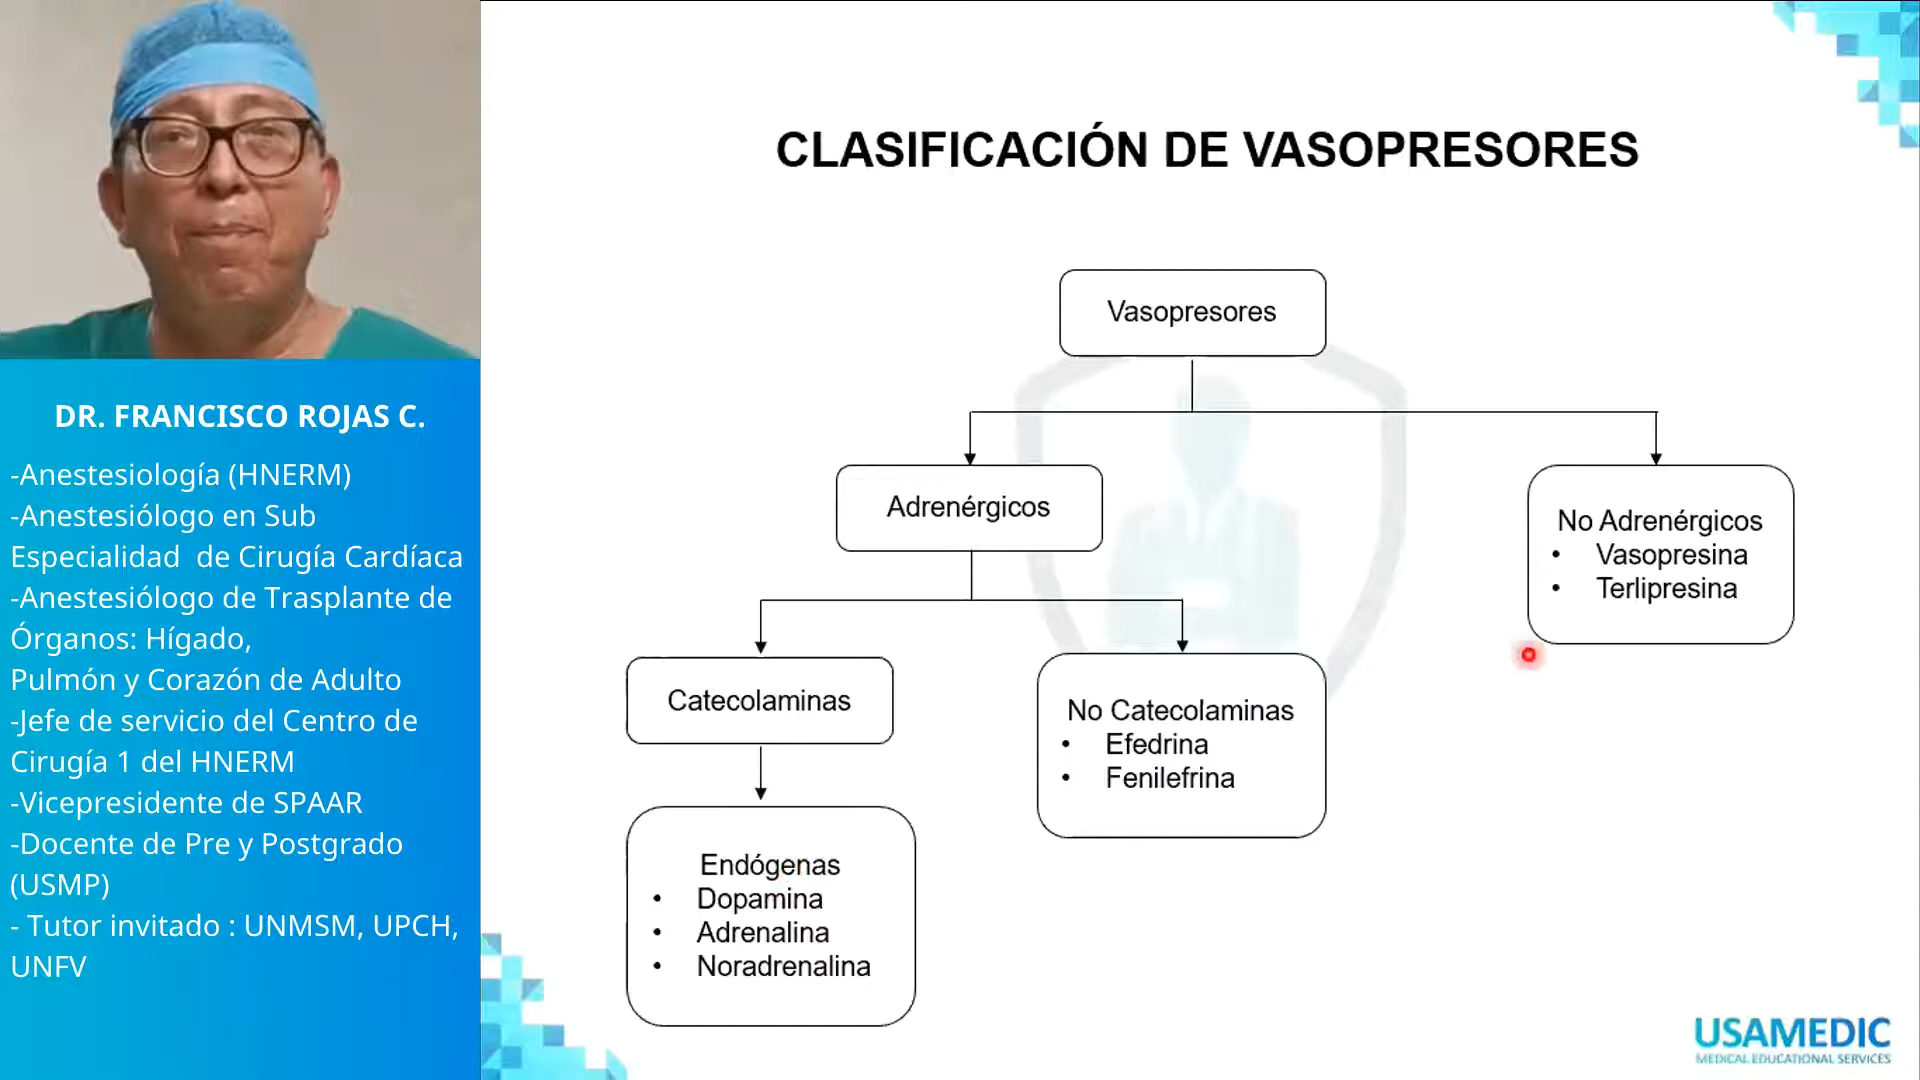 DR. FRANCISCO ROJAS C.
-Anestesiología (HNERM)
-Anestesiólogo en Sub
Especialidad  de Cirugía Cardíaca
-Anestesiólogo de Trasplante de
Órganos: Hígado,
Pulmón y Corazón de Adulto
-Jefe de servicio del Centro de
Cirugía 1 del HNERM
-Vicepresidente de SPAAR
-Docente de Pre y Postgrado
(USMP)
- Tutor invitado : UNMSM, UPCH,
UNFV
CLASIFICACIÓN DE VASOPRESORES
Vasopresores
Adrenérgicos
No Adrenérgicos
• Vasopresina
• Terlipresina
Catecolaminas
No Catecolaminas
• Efedrina
• Fenilefrina
Endógenas
• Dopamina
• Adrenalina
• Noradrenalina
USAMEDIC
MEDICAL EDUCATIONAL SERVICES